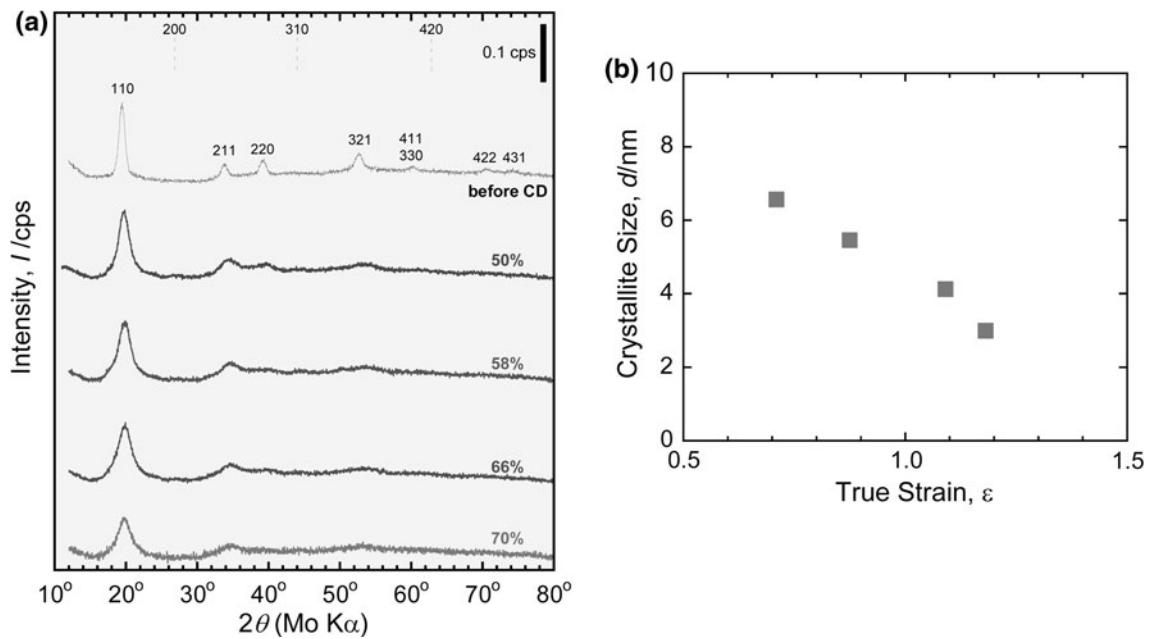 (a)
200 310 420
0.1 cps
110
211 220 321 411
330 422 431
before CD
50%
58%
66%
70%
Intensity, I /cps
10° 20° 30° 40° 50° 60° 70° 80°
2θ (Mo Kα)
(b)
10
8
6
4
2
0
Crystallite Size, d/nm
0.5 1.0 1.5
True Strain, ε